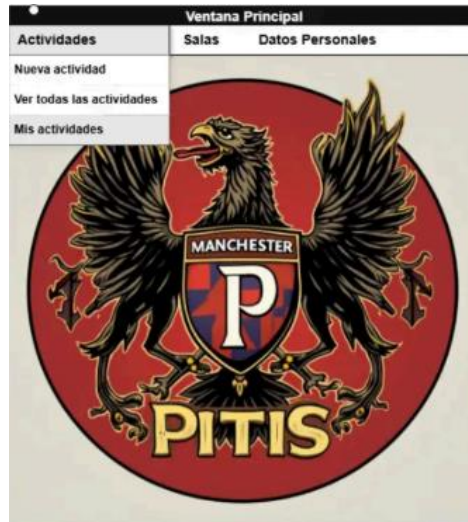 Ventana Principal
Actividades Salas Datos Personales
Nueva actividad
Ver todas las actividades
Mis actividades
MANCHESTER
P
PITIS